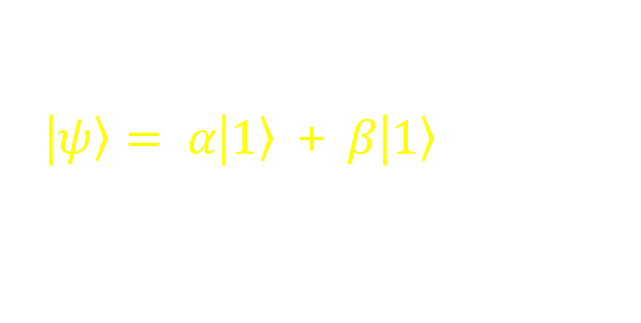 |ψ⟩ = α|1⟩ + β|1⟩